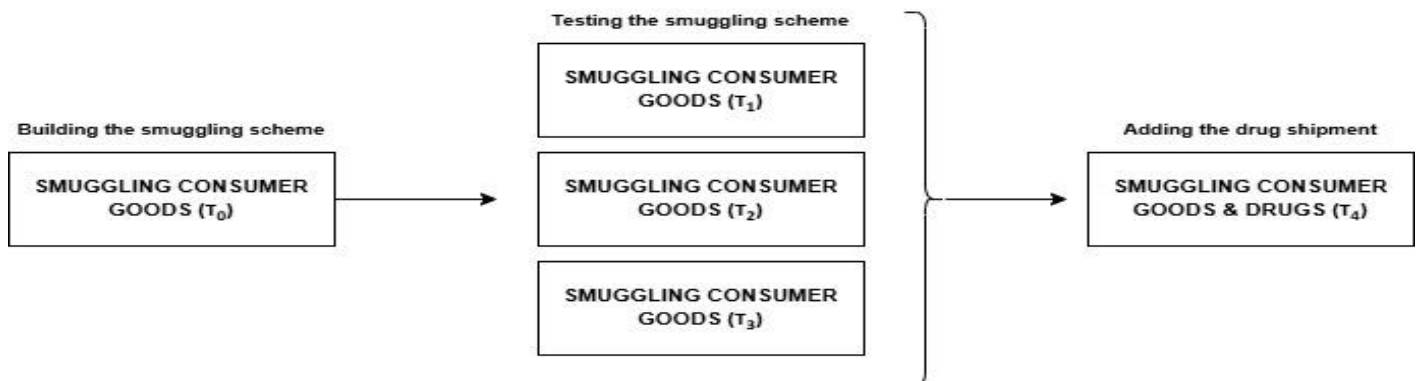 Testing the smuggling scheme
SMUGGLING CONSUMER
GOODS (T₁)
Building the smuggling scheme
SMUGGLING CONSUMER
GOODS (T₀)
SMUGGLING CONSUMER
GOODS (T₂)
SMUGGLING CONSUMER
GOODS (T₃)
Adding the drug shipment
SMUGGLING CONSUMER
GOODS & DRUGS (T₄)